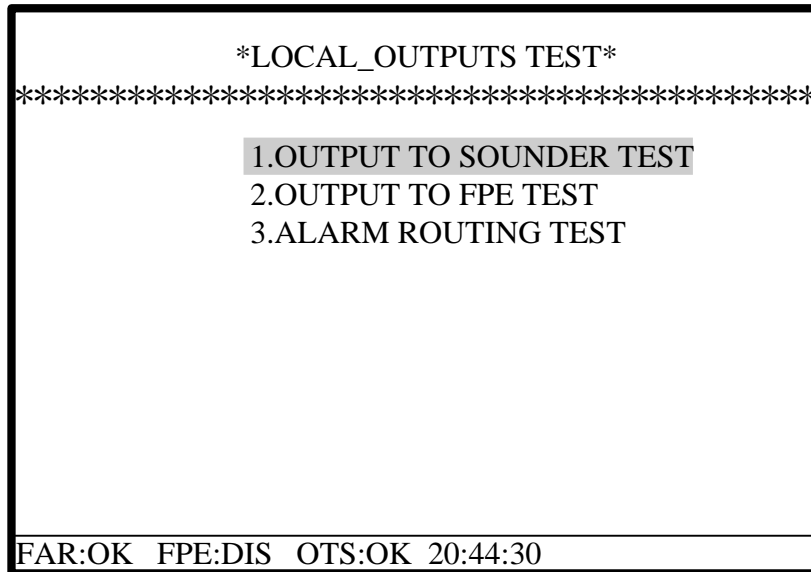 *LOCAL_OUTPUTS TEST*
*******************************************
1.OUTPUT TO SOUNDER TEST
2.OUTPUT TO FPE TEST
3.ALARM ROUTING TEST
FAR:OK FPE:DIS OTS:OK 20:44:30